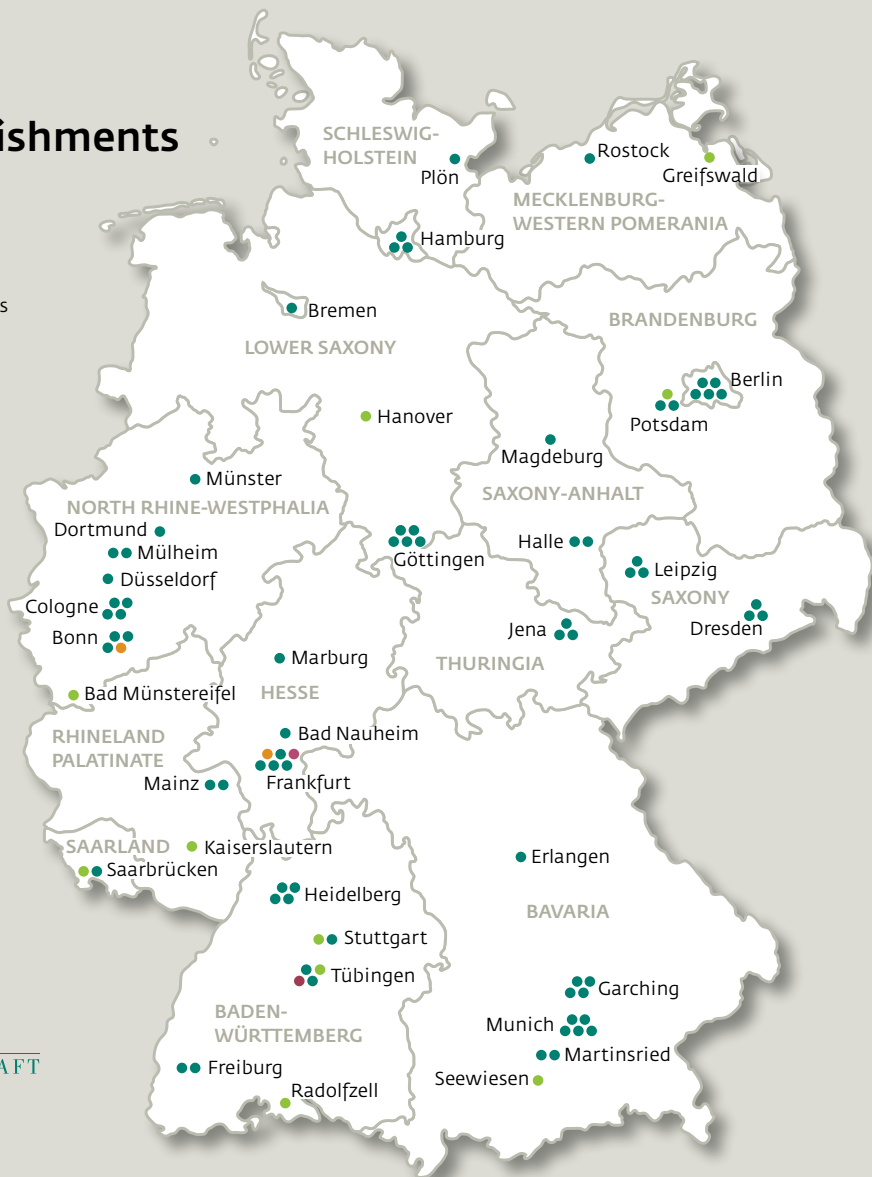 ishments
SCHLESWIG-
HOLSTEIN
Plön
Rostock
Greifswald
MECKLENBURG-
WESTERN POMERANIA
Hamburg
s
Bremen
BRANDENBURG
LOWER SAXONY
Berlin
Hanover
Potsdam
Magdeburg
Münster
SAXONY-ANHALT
NORTH RHINE-WESTPHALIA
Dortmund
Halle
Mülheim
Göttingen
Leipzig
Düsseldorf
SAXONY
Cologne
Jena
Dresden
Bonn
Marburg
THURINGIA
Bad Münstereifel
HESSE
RHINELAND
PALATINATE
Bad Nauheim
Mainz
Frankfurt
SAARLAND
Kaiserslautern
Saarbrücken
Erlangen
Heidelberg
BAVARIA
Stuttgart
Tübingen
Garching
BADEN-
WÜRTTEMBERG
Munich
Martinsried
AFT
Freiburg
Seewiesen
Radolfzell